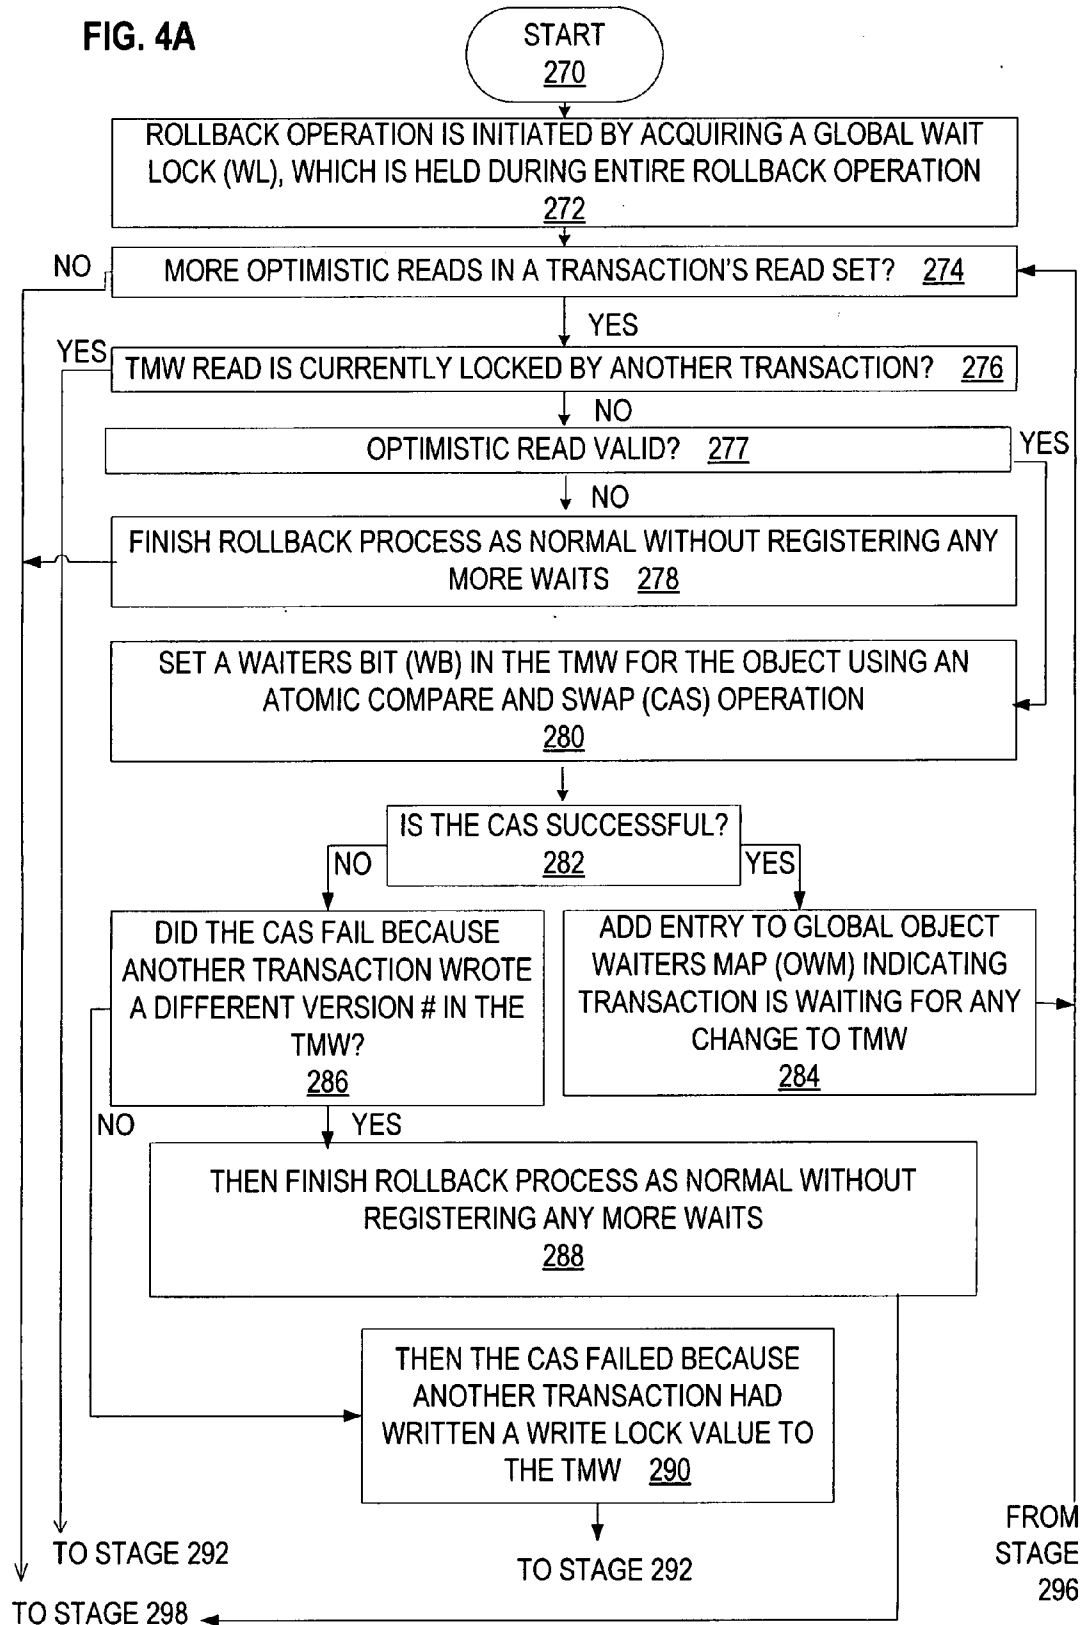 FIG. 4A
START
270
ROLLBACK OPERATION IS INITIATED BY ACQUIRING A GLOBAL WAIT
LOCK (WL), WHICH IS HELD DURING ENTIRE ROLLBACK OPERATION
272
NO
MORE OPTIMISTIC READS IN A TRANSACTION'S READ SET? 274
YES
YES
TMW READ IS CURRENTLY LOCKED BY ANOTHER TRANSACTION? 276
NO
OPTIMISTIC READ VALID? 277
YES
NO
FINISH ROLLBACK PROCESS AS NORMAL WITHOUT REGISTERING ANY
MORE WAITS 278
SET A WAITERS BIT (WB) IN THE TMW FOR THE OBJECT USING AN
ATOMIC COMPARE AND SWAP (CAS) OPERATION
280
IS THE CAS SUCCESSFUL?
282
NO
YES
DID THE CAS FAIL BECAUSE
ANOTHER TRANSACTION WROTE
A DIFFERENT VERSION # IN THE
TMW?
286
ADD ENTRY TO GLOBAL OBJECT
WAITERS MAP (OWM) INDICATING
TRANSACTION IS WAITING FOR ANY
CHANGE TO TMW
284
NO
YES
THEN FINISH ROLLBACK PROCESS AS NORMAL WITHOUT
REGISTERING ANY MORE WAITS
288
THEN THE CAS FAILED BECAUSE
ANOTHER TRANSACTION HAD
WRITTEN A WRITE LOCK VALUE TO
THE TMW 290
FROM
STAGE
296
TO STAGE 292
TO STAGE 292
TO STAGE 298